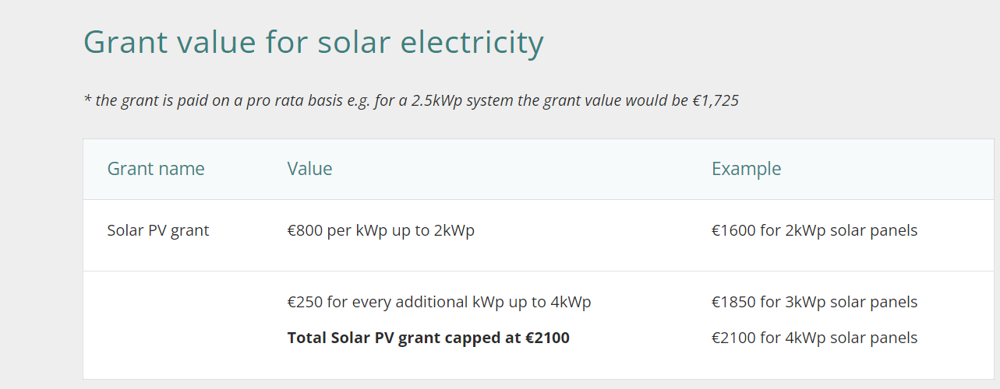 Grant value for solar electricity
* the grant is paid on a pro rata basis e.g. for a 2.5kWp system the grant value would be €1,725
Grant name Value Example
Solar PV grant €800 per kWp up to 2kWp €1600 for 2kWp solar panels
€250 for every additional kWp up to 4kWp €1850 for 3kWp solar panels
Total Solar PV grant capped at €2100 €2100 for 4kWp solar panels